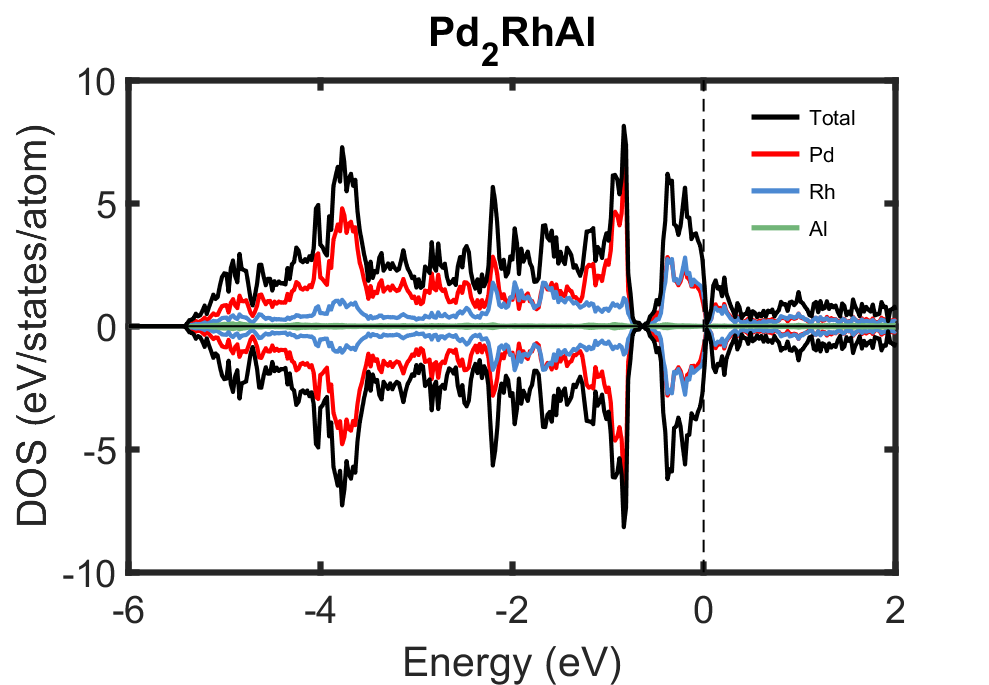 Pd2RhAl
DOS (eV/states/atom)
10
5
0
-5
-10
Total
Pd
Rh
Al
-6 -4 -2 0 2
Energy (eV)